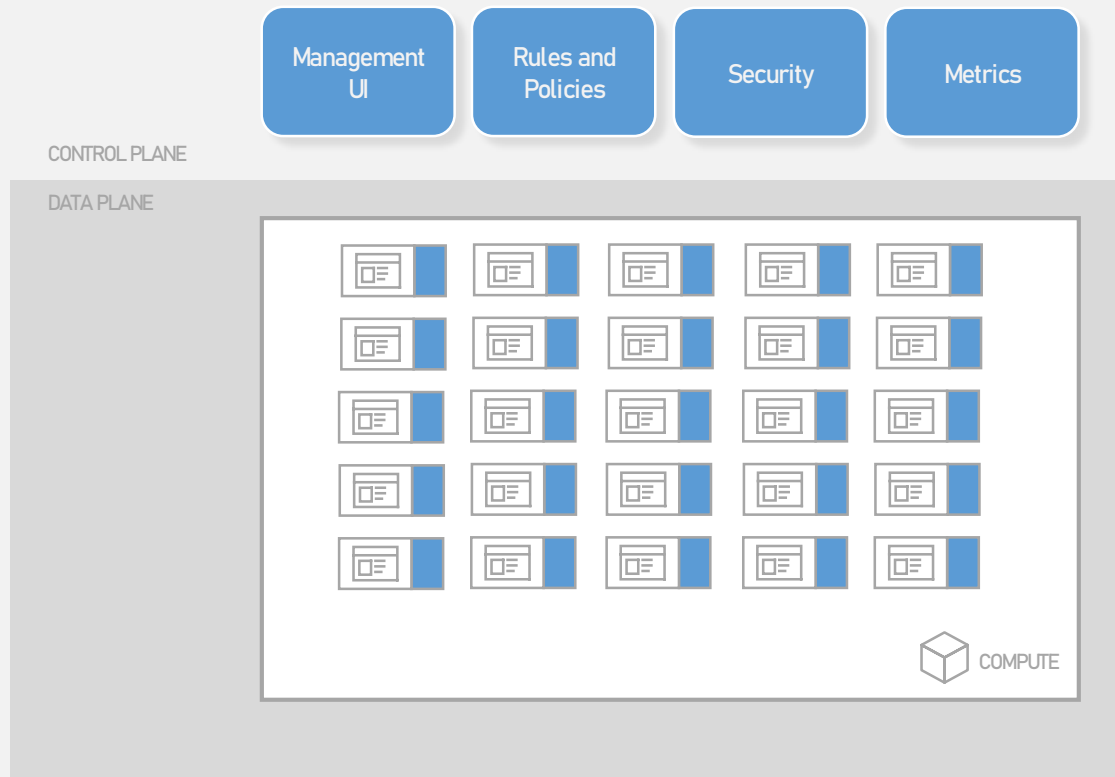 Management
UI
Rules and
Policies
Security
Metrics
CONTROL PLANE
DATA PLANE
COMPUTE